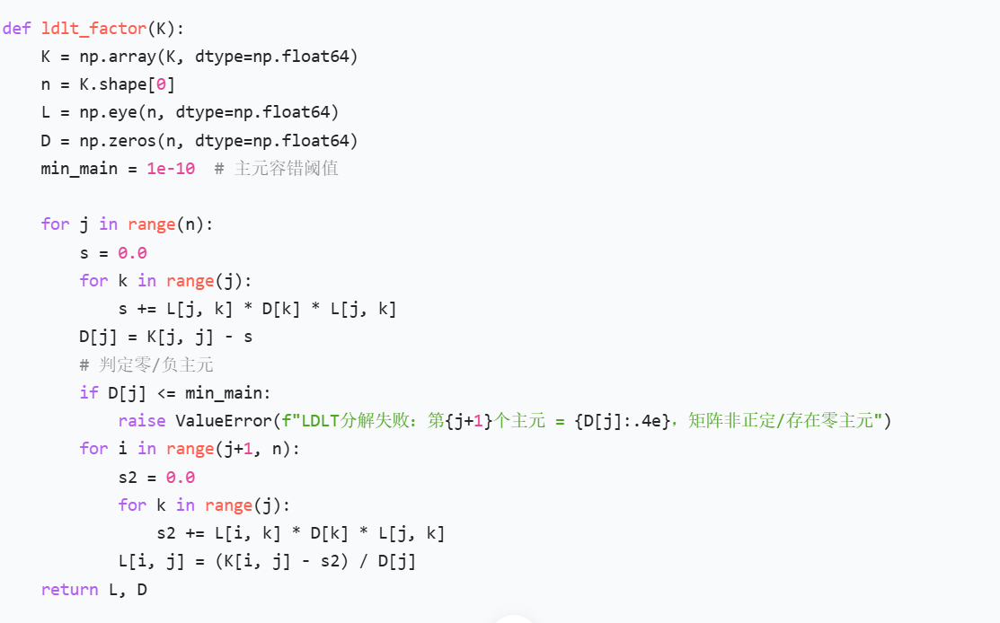 def ldlt_factor(K):
    K = np.array(K, dtype=np.float64)
    n = K.shape[0]
    L = np.eye(n, dtype=np.float64)
    D = np.zeros(n, dtype=np.float64)
    min_main = 1e-10  # 主元容错阈值

    for j in range(n):
        s = 0.0
        for k in range(j):
            s += L[j, k] * D[k] * L[j, k]
        D[j] = K[j, j] - s
        # 判定零/负主元
        if D[j] <= min_main:
            raise ValueError(f"LDLT分解失败: 第{j+1}个主元 = {D[j]:.4e}，矩阵非正定/存在零主元")
        for i in range(j+1, n):
            s2 = 0.0
            for k in range(j):
                s2 += L[i, k] * D[k] * L[j, k]
            L[i, j] = (K[i, j] - s2) / D[j]
    return L, D